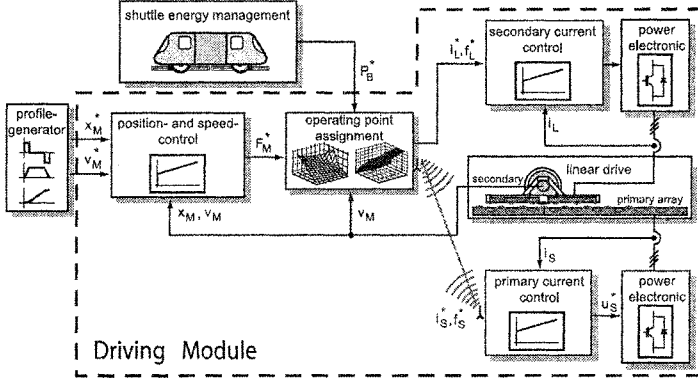 shuttle energy management
P_B^*
profile-
generator
x_M^*
v_M^*
position- and speed-
control
F_M^*
operating point
assignment
i_L^*, f_L^*
secondary current
control
power
electronic
i_L
linear drive
secondary
primary array
x_M, v_M
v_M
i_S
i_S^*, f_S^*
primary current
control
u_S^*
power
electronic
Driving Module